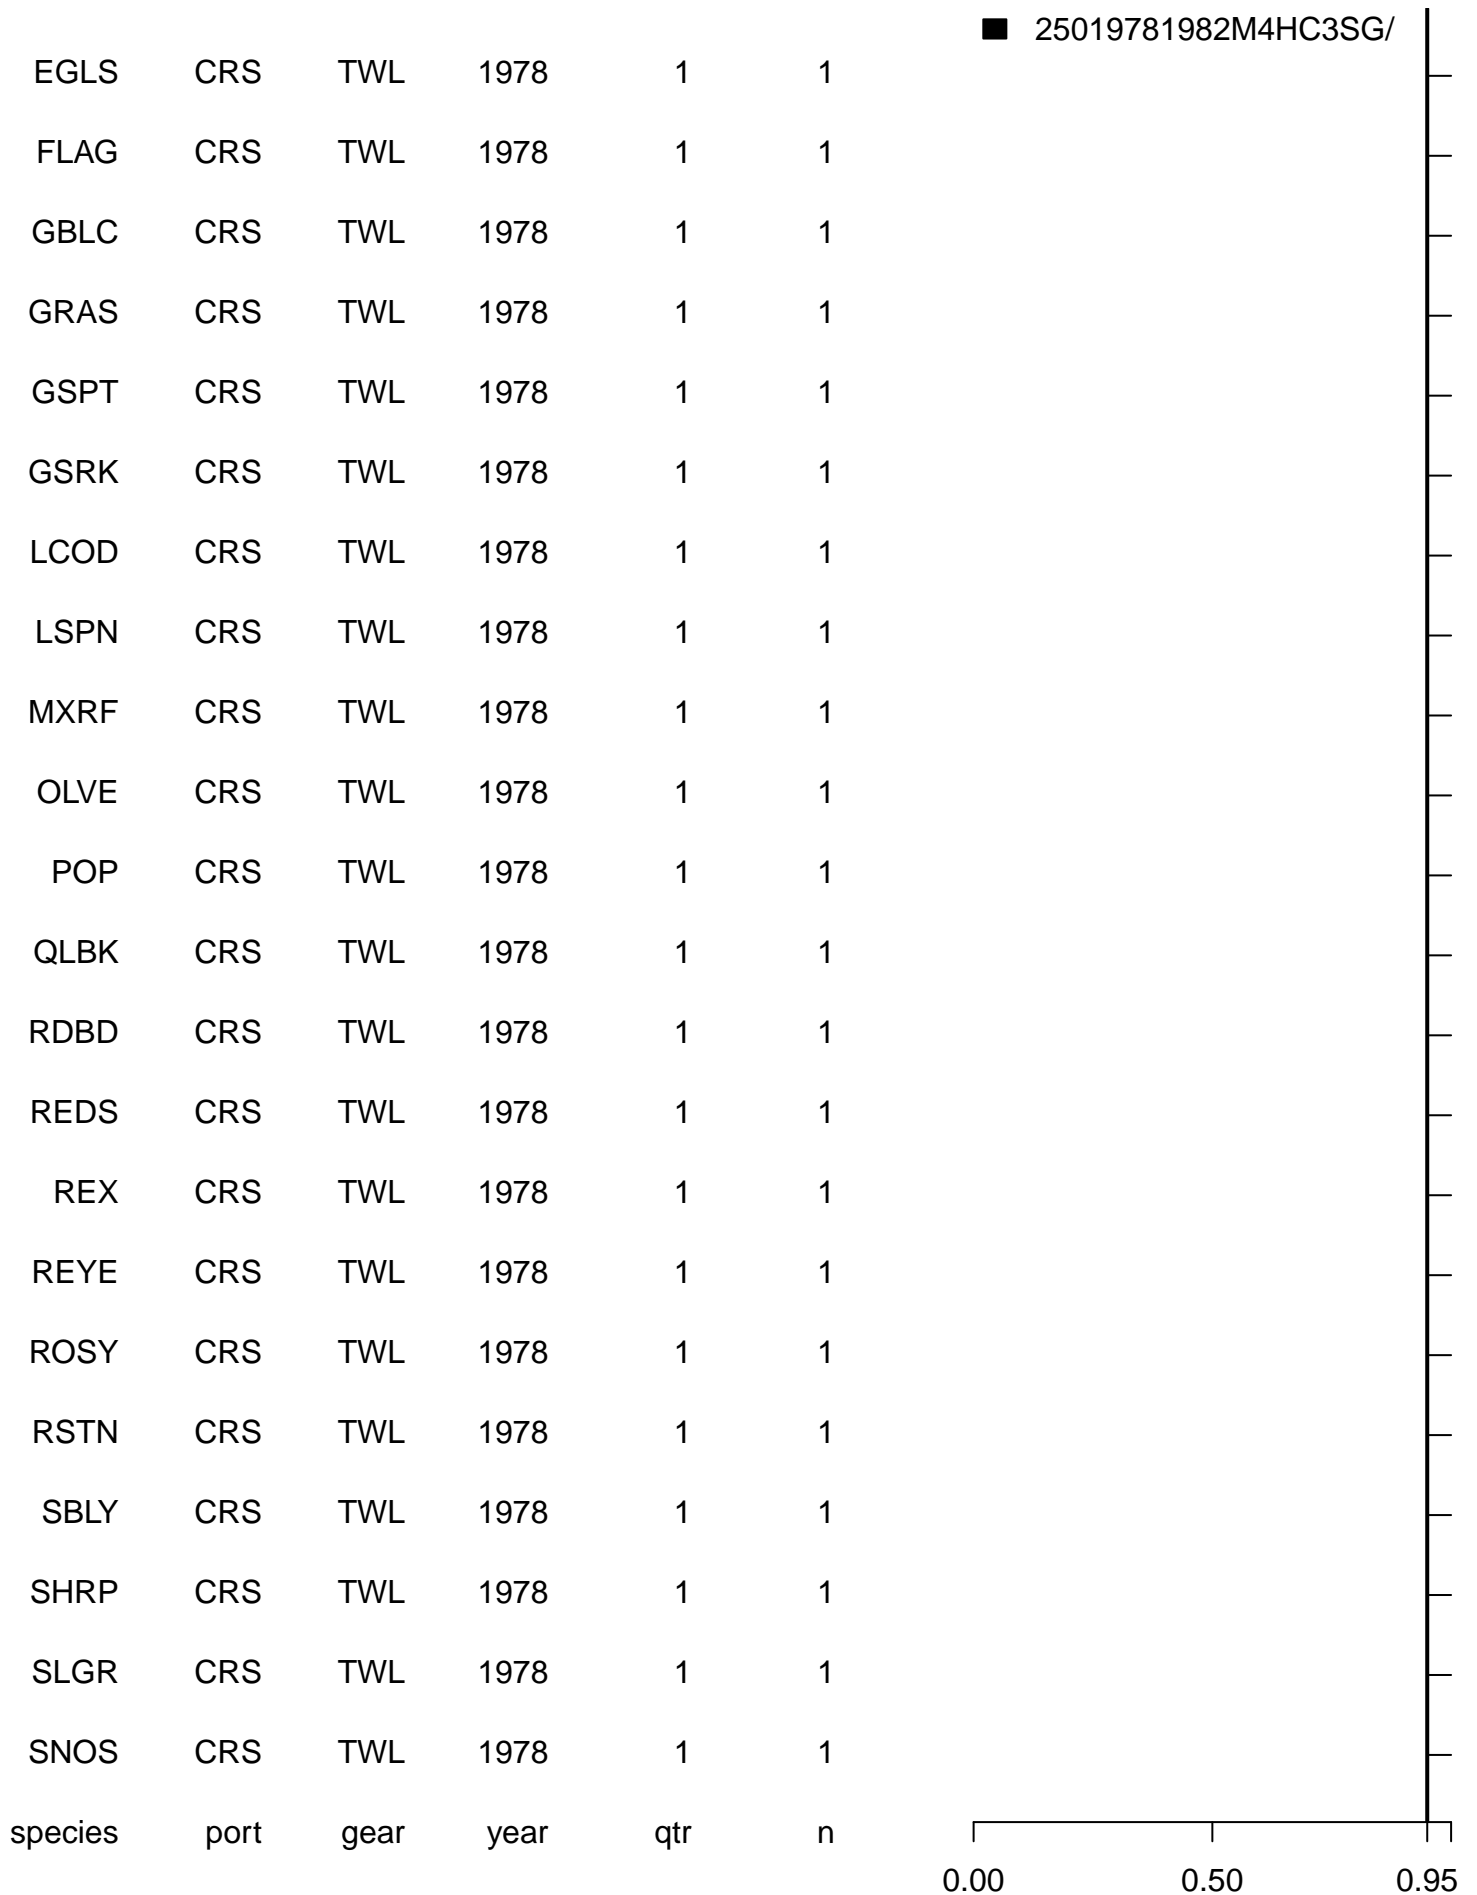 25019781982M4HC3SG/
EGLS CRS TWL 1978 1 1
FLAG CRS TWL 1978 1 1
GBLC CRS TWL 1978 1 1
GRAS CRS TWL 1978 1 1
GSPT CRS TWL 1978 1 1
GSRK CRS TWL 1978 1 1
LCOD CRS TWL 1978 1 1
LSPN CRS TWL 1978 1 1
MXRF CRS TWL 1978 1 1
OLVE CRS TWL 1978 1 1
POP CRS TWL 1978 1 1
QLBK CRS TWL 1978 1 1
RDBD CRS TWL 1978 1 1
REDS CRS TWL 1978 1 1
REX CRS TWL 1978 1 1
REYE CRS TWL 1978 1 1
ROSY CRS TWL 1978 1 1
RSTN CRS TWL 1978 1 1
SBLY CRS TWL 1978 1 1
SHRP CRS TWL 1978 1 1
SLGR CRS TWL 1978 1 1
SNOS CRS TWL 1978 1 1
species port gear year qtr n
0.00 0.50 0.95